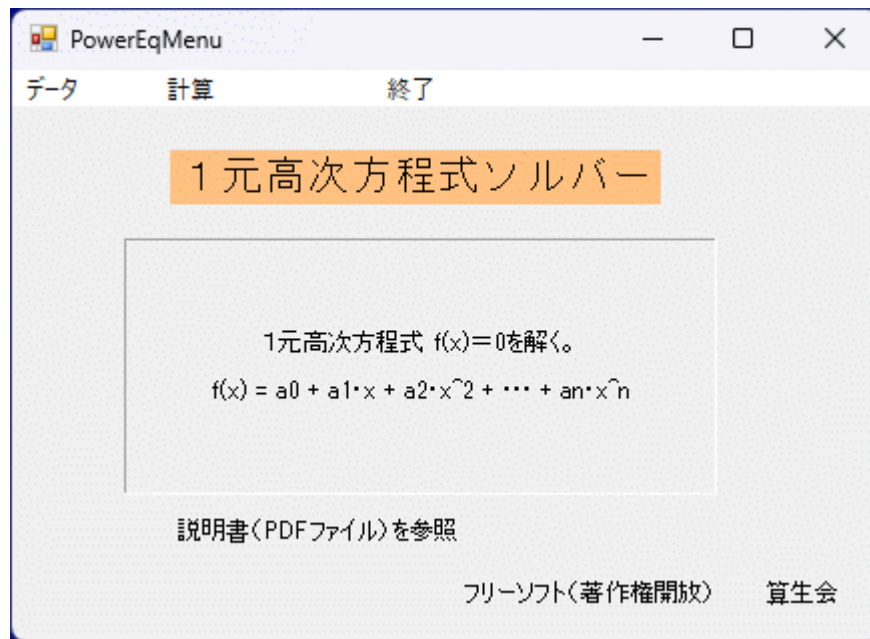 PowerEqMenu
データ 計算 終了
1元高次方程式ソルバー
1元高次方程式 f(x)=0を解く。
f(x) = a0 + a1・x + a2・x^2 + ・・・ + an・x^n
説明書(PDFファイル)を参照
フリーソフト(著作権開放) 算生会